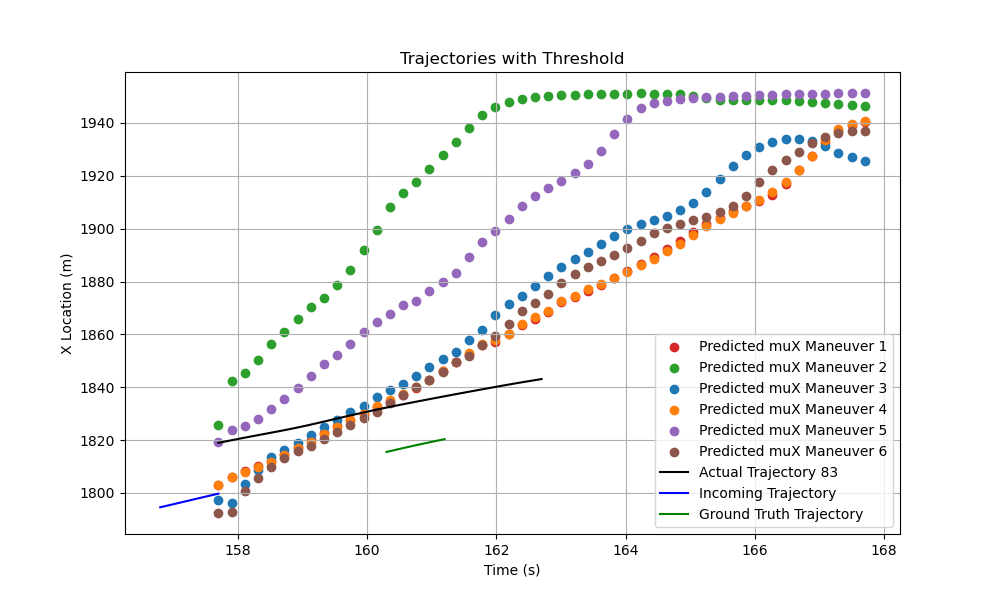 Trajectories with Threshold
X Location (m)
1940
1920
1900
1880
1860
1840
1820
1800
158
160
162
164
166
168
Time (s)
Predicted muX Maneuver 1
Predicted muX Maneuver 2
Predicted muX Maneuver 3
Predicted muX Maneuver 4
Predicted muX Maneuver 5
Predicted muX Maneuver 6
Actual Trajectory 83
Incoming Trajectory
Ground Truth Trajectory